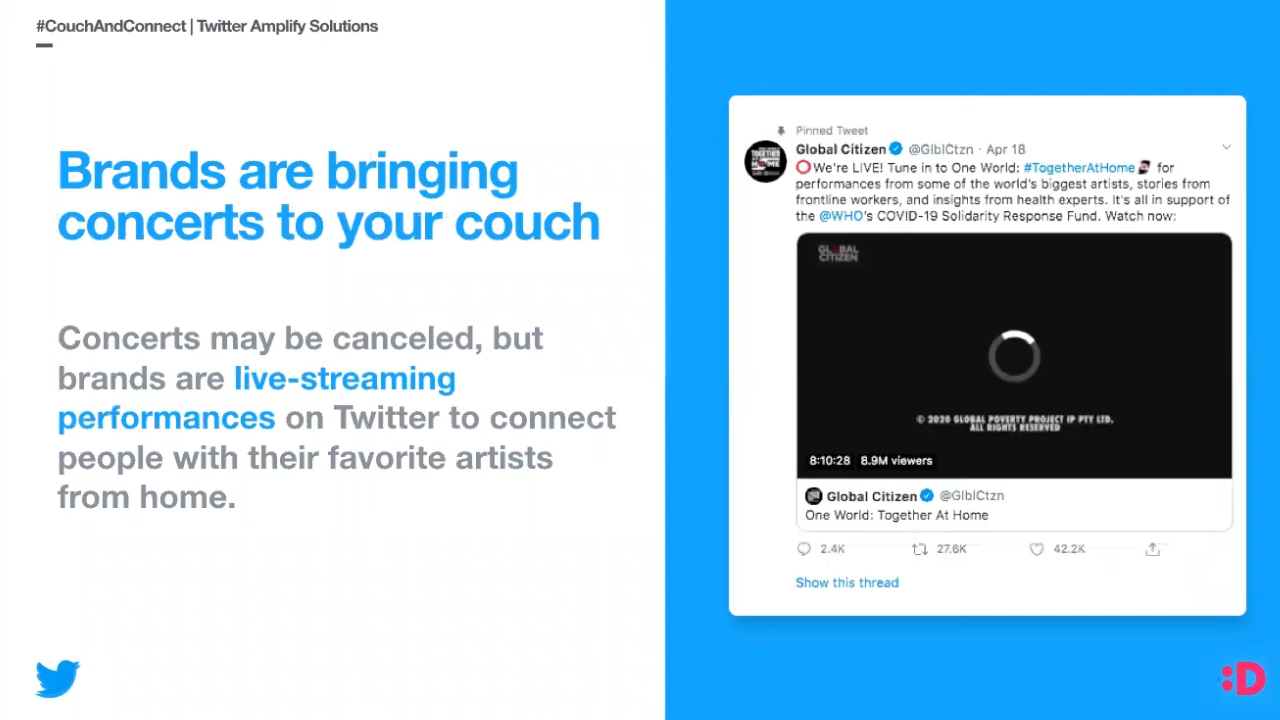 #CouchAndConnect | Twitter Amplify Solutions
Brands are bringing
concerts to your couch
Concerts may be canceled, but
brands are live-streaming
performances on Twitter to connect
people with their favorite artists
from home.
Pinned Tweet
Global Citizen @GlblCtzn · Apr 18
We're LIVE! Tune in to One World: #TogetherAtHome for
performances from some of the world's biggest artists, stories from
frontline workers, and insights from health experts. It's all in support of
the @WHO's COVID-19 Solidarity Response Fund. Watch now:
GLOBAL
CITIZEN
© 2020 GLOBAL POVERTY PROJECT IP PTY LTD.
ALL RIGHTS RESERVED
8:10:28 8.9M viewers
Global Citizen @GlblCtzn
One World: Together At Home
2.4K 27.6K 42.2K
Show this thread
:D